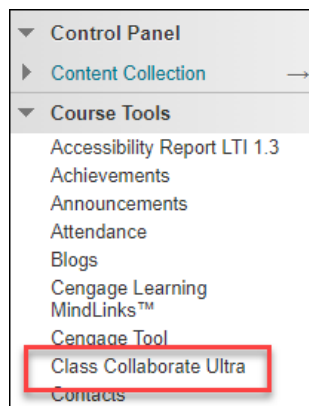 Control Panel
Content Collection →
Course Tools
Accessibility Report LTI 1.3
Achievements
Announcements
Attendance
Blogs
Cengage Learning
MindLinks™
Cengage Tool
Class Collaborate Ultra
Contacts